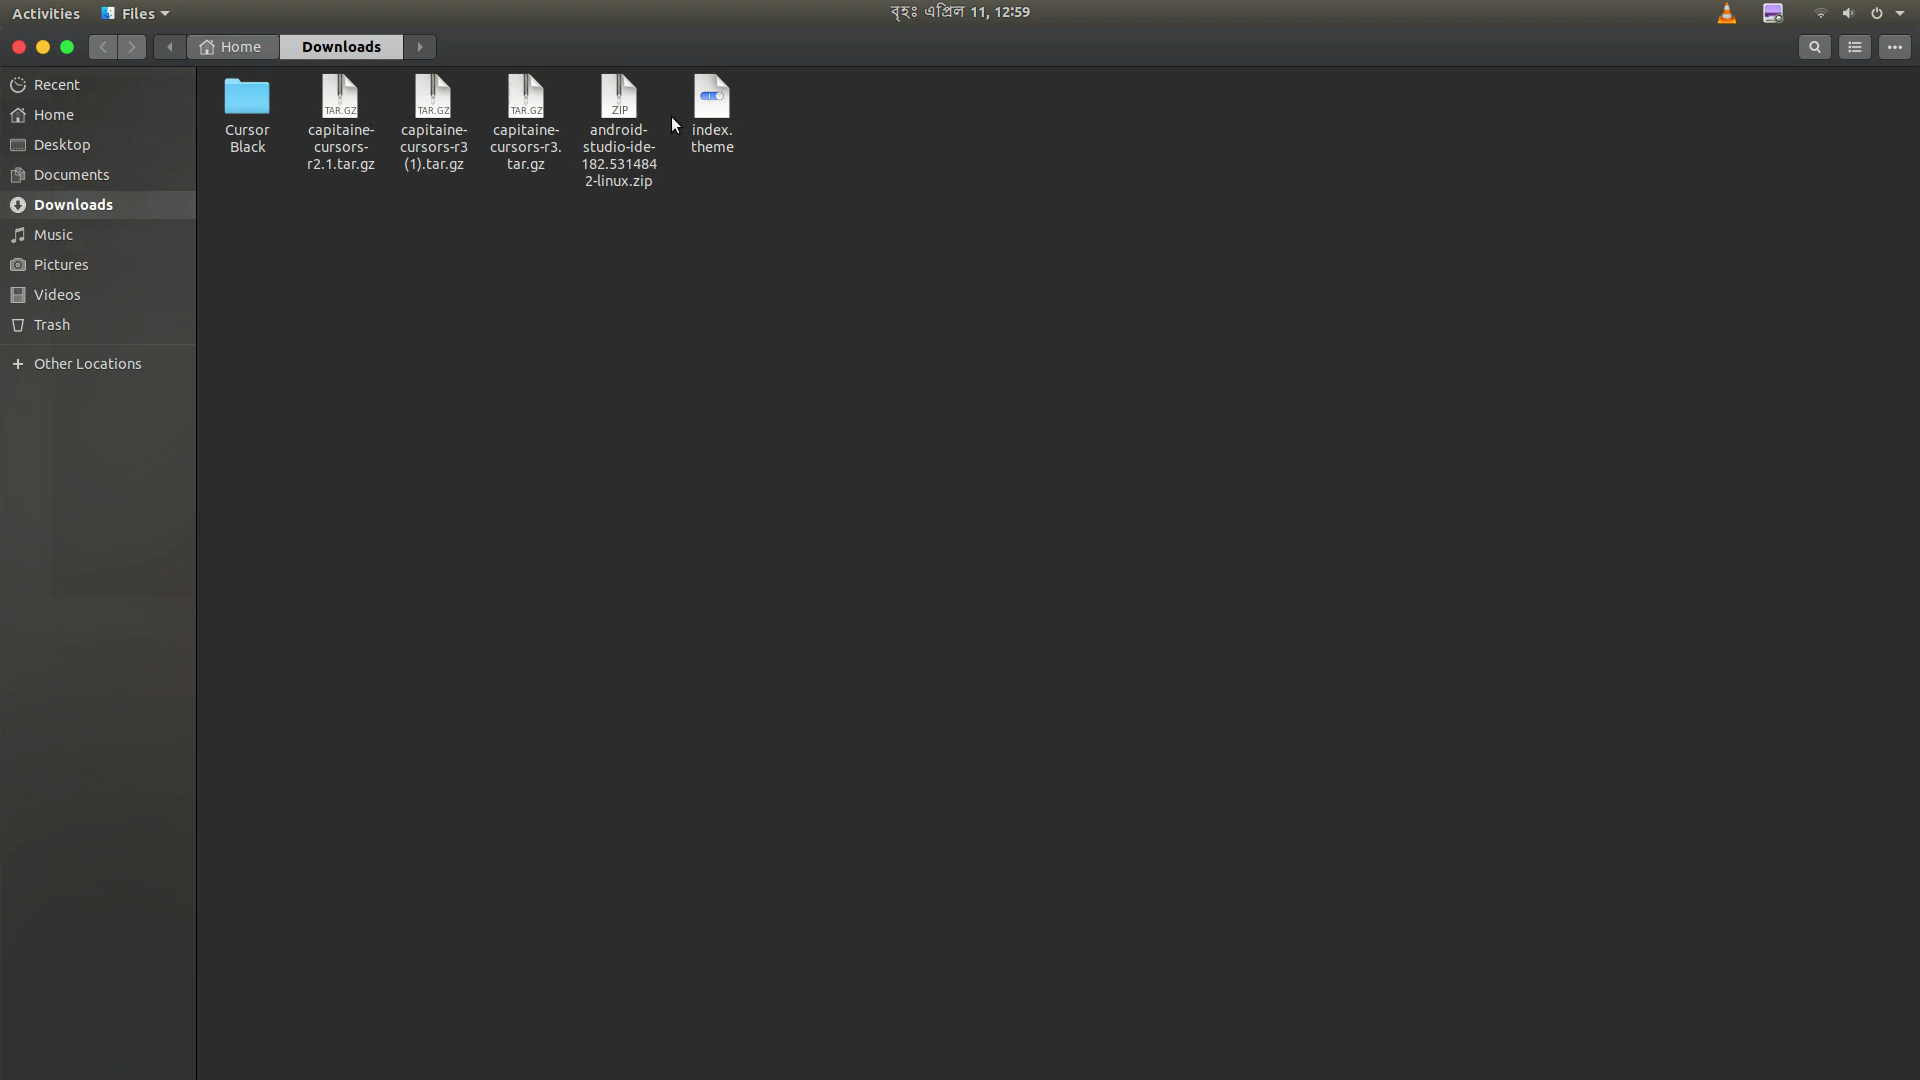 Activities
Files
বৃহঃ এপ্রিল 11, 12:59
Home
Downloads
Recent
Home
Desktop
Documents
Downloads
Music
Pictures
Videos
Trash
Other Locations
Cursor
Black
TAR.GZ
capitaine-
cursors-
r2.1.tar.gz
TAR.GZ
capitaine-
cursors-r3
(1).tar.gz
TAR.GZ
capitaine-
cursors-r3.
tar.gz
ZIP
android-
studio-ide-
182.531484
2-linux.zip
index.
theme